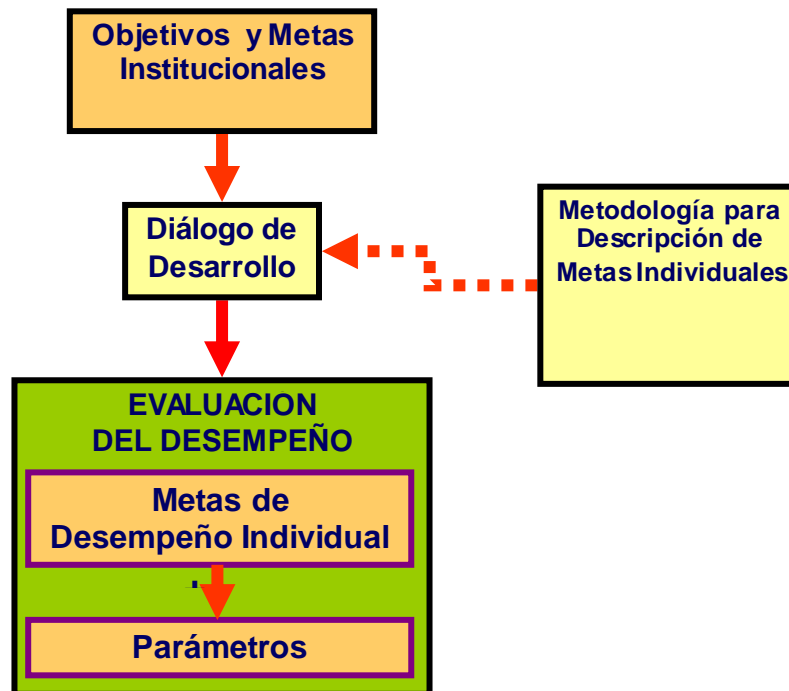 Objetivos y Metas
Institucionales
Diálogo de
Desarrollo
Metodología para
Descripción de
Metas Individuales
EVALUACION
DEL DESEMPEÑO
Metas de
Desempeño Individual
.
Parámetros